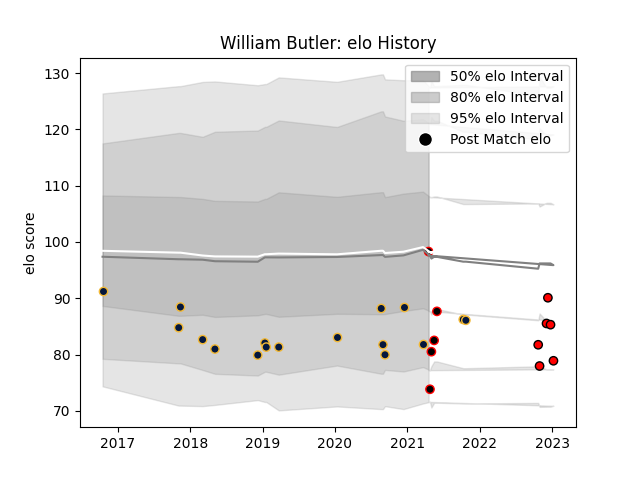 William Butler: elo History
50% elo Interval
80% elo Interval
95% elo Interval
Post Match elo
elo score
130
120
110
100
90
80
70
2017 2018 2019 2020 2021 2022 2023